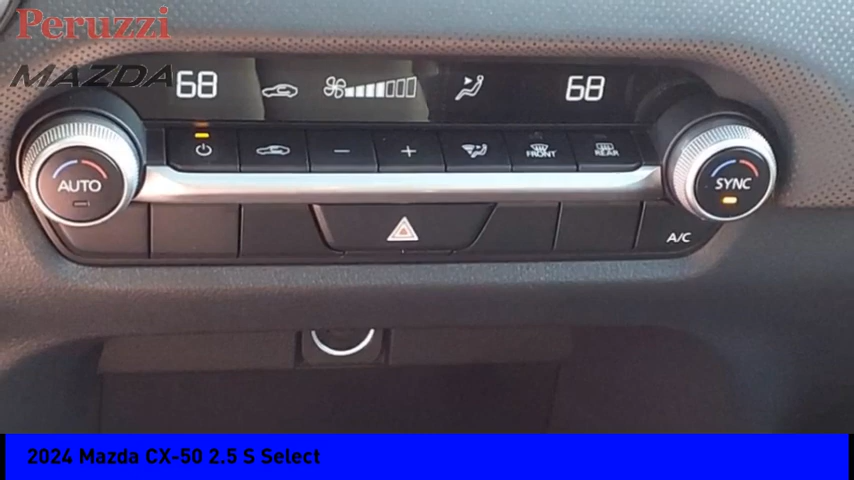 Peruzzi
MAZDA
68 68
AUTO FRONT REAR SYNC
A/C
2024 Mazda CX-50 2.5 S Select